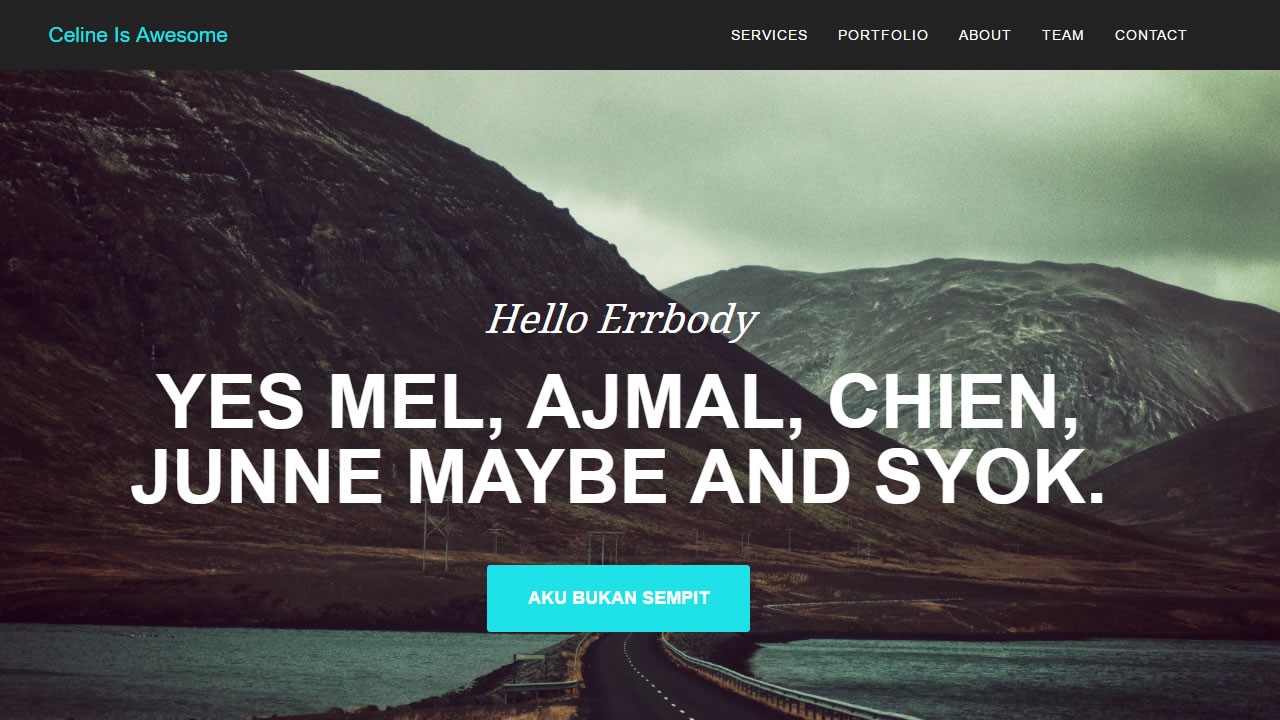 Celine Is Awesome
SERVICES PORTFOLIO ABOUT TEAM CONTACT
Hello Errbody
YES MEL, AJMAL, CHIEN,
JUNNE MAYBE AND SYOK.
AKU BUKAN SEMPIT